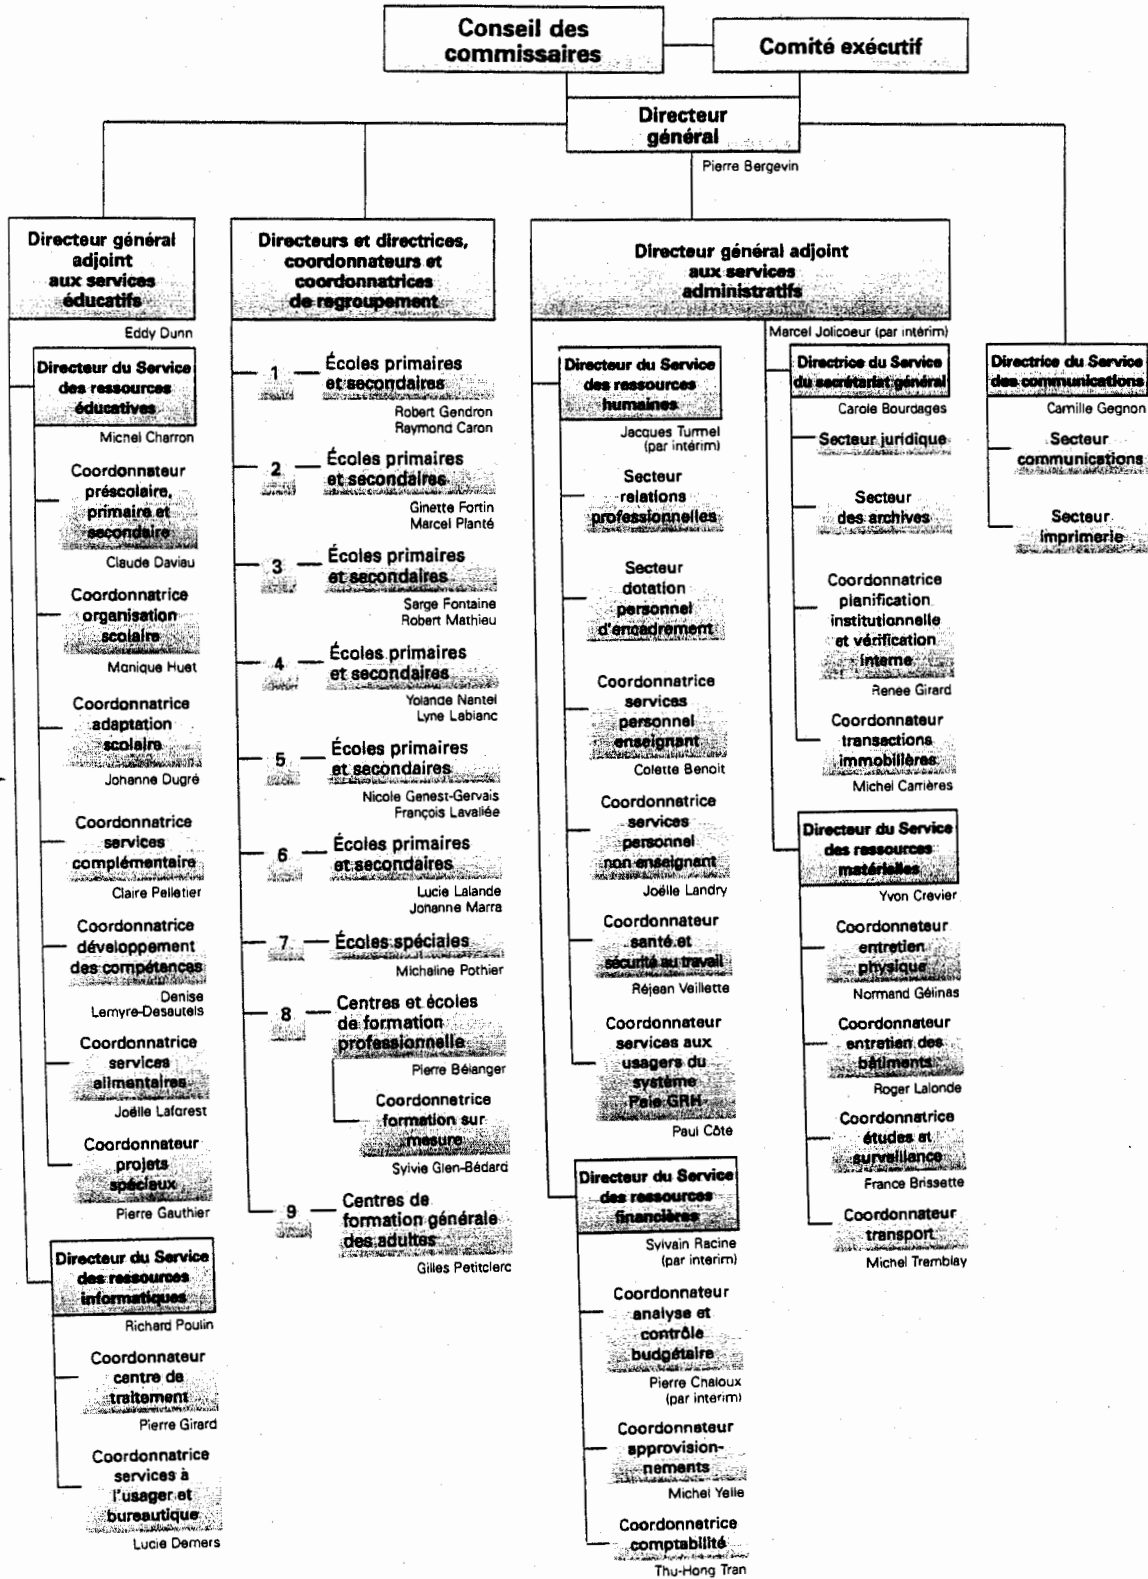 Conseil des
commissaires
Comité exécutif
Directeur
général
Pierre Bergevin
Directeur général
adjoint
aux services
éducatifs
Eddy Dunn
Directeur du Service
des ressources
éducatives
Michel Charron
Coordonnateur
préscolaire,
primaire et
secondaire
Claude Daviau
Coordonnatrice
organisation
scolaire
Monique Huet
Coordonnatrice
adaptation
scolaire
Johanne Dugré
Coordonnatrice
services
complémentaire
Claire Pelletier
Coordonnatrice
développement
des compétences
Denise
Lemyre-Desautels
Coordonnatrice
services
alimentaires
Joëlle Laforest
Coordonnateur
projets
spéciaux
Pierre Gauthier
Directeur du Service
des ressources
informatiques
Richard Poulin
Coordonnateur
centre de
traitement
Pierre Girard
Coordonnatrice
services à
l'usager et
bureautique
Lucie Demers
Directeurs et directrices,
coordonnateurs et
coordonnatrices
de regroupement
1 Écoles primaires
et secondaires
Robert Gendron
Raymond Caron
2 Écoles primaires
et secondaires
Ginette Fortin
Marcel Planté
3 Écoles primaires
et secondaires
Serge Fontaine
Robert Mathieu
4 Écoles primaires
et secondaires
Yolande Nantel
Lyne Labianc
5 Écoles primaires
et secondaires
Nicole Genest-Gervais
François Lavallée
6 Écoles primaires
et secondaires
Lucie Lalande
Johanne Marra
7 Écoles spéciales
Micheline Pothier
8 Centres et écoles
de formation
professionnelle
Pierre Bélanger
Coordonnatrice
formation sur
mesure
Sylvie Glen-Bédard
9 Centres de
formation générale
des adultes
Gilles Petitclerc
Directeur général adjoint
aux services
administratifs
Marcel Jolicoeur (par intérim)
Directeur du Service
des ressources
humaines
Jacques Turmel
(par intérim)
Secteur
relations
professionnelles
Secteur
dotation
personnel
d'encadrement
Coordonnatrice
services
personnel
enseignant
Colette Benoit
Coordonnatrice
services
personnel
non enseignant
Joëlle Landry
Coordonnateur
santé et
sécurité au travail
Réjean Veillette
Coordonnateur
services aux
usagers du
système
Paie GRH
Paul Côte
Directeur du Service
des ressources
financières
Sylvain Racine
(par interim)
Coordonnateur
analyse et
contrôle
budgétaire
Pierre Chaloux
(par interim)
Coordonnateur
approvision-
nements
Michel Yelle
Coordonnatrice
comptabilité
Thu-Hong Tran
Directrice du Service
du secrétariat général
Carole Bourdages
Secteur juridique
Secteur
des archives
Coordonnatrice
planification
institutionnelle
et vérification
interne
Renee Girard
Coordonnateur
transactions
immobilières
Michel Carrières
Directeur du Service
des ressources
matérielles
Yvon Crevier
Coordonnateur
entretien
physique
Normand Gélinas
Coordonnateur
entretien des
bâtiments
Roger Lalonde
Coordonnatrice
études et
surveillance
France Brissette
Coordonnateur
transport
Michel Tremblay
Directrice du Service
des communications
Camille Gagnon
Secteur
communications
Secteur
imprimerie